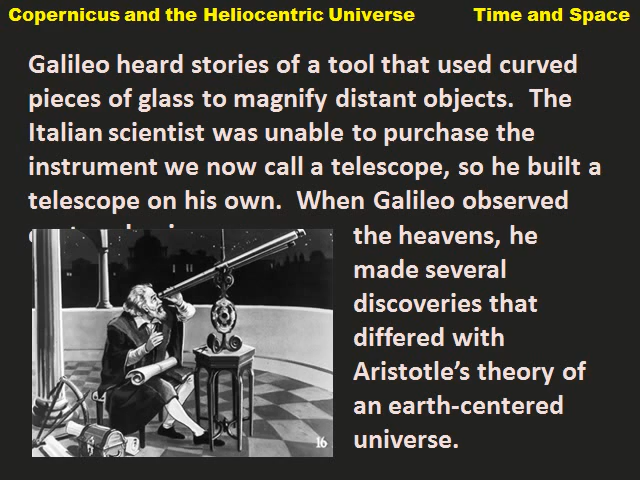 Copernicus and the Heliocentric Universe Time and Space
Galileo heard stories of a tool that used curved
pieces of glass to magnify distant objects.  The
Italian scientist was unable to purchase the
instrument we now call a telescope, so he built a
telescope on his own.  When Galileo observed
the heavens, he
made several
discoveries that
differed with
Aristotle’s theory of
an earth-centered
universe.
16